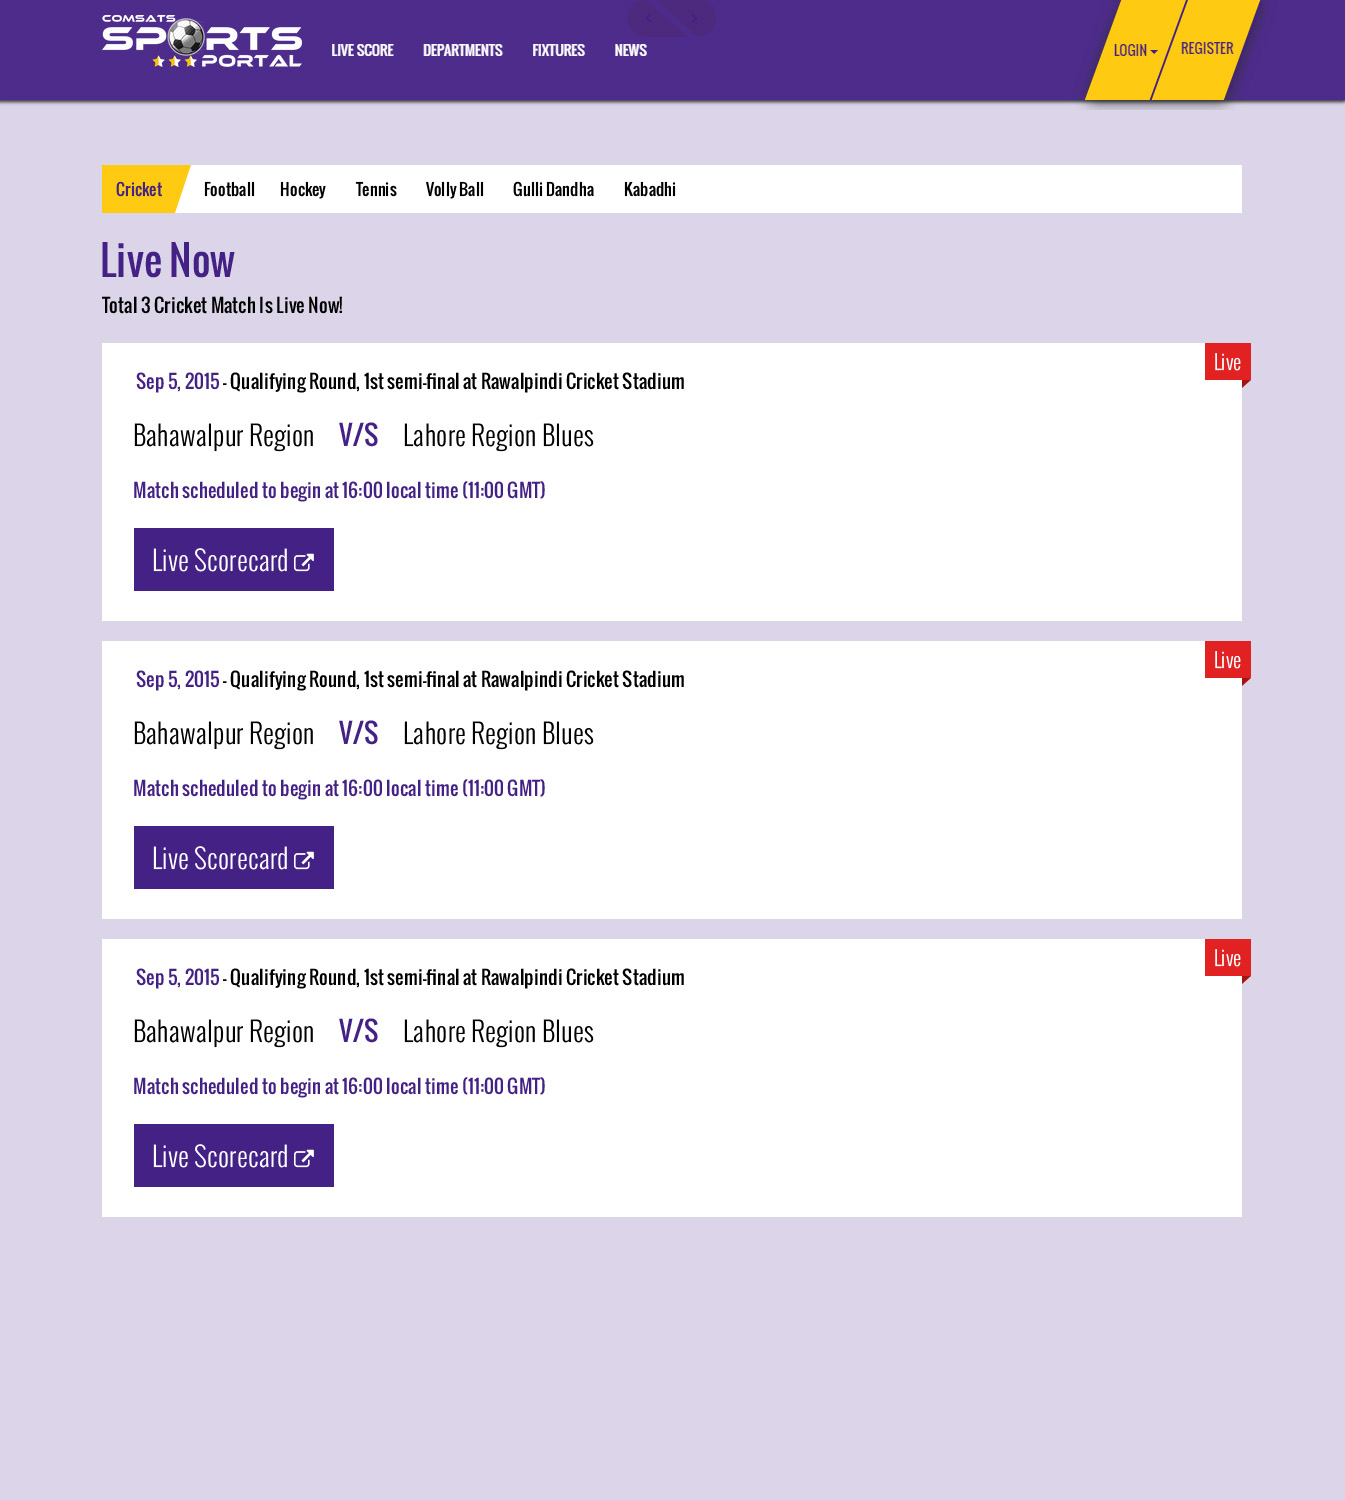 COMSATS
SPORTS
PORTAL
LIVE SCORE DEPARTMENTS FIXTURES NEWS
LOGIN REGISTER
Cricket Football Hockey Tennis Volly Ball Gulli Dandha Kabadhi
Live Now
Total 3 Cricket Match Is Live Now!
Live
Sep 5, 2015 - Qualifying Round, 1st semi-final at Rawalpindi Cricket Stadium
Bahawalpur Region V/S Lahore Region Blues
Match scheduled to begin at 16:00 local time (11:00 GMT)
Live Scorecard
Live
Sep 5, 2015 - Qualifying Round, 1st semi-final at Rawalpindi Cricket Stadium
Bahawalpur Region V/S Lahore Region Blues
Match scheduled to begin at 16:00 local time (11:00 GMT)
Live Scorecard
Live
Sep 5, 2015 - Qualifying Round, 1st semi-final at Rawalpindi Cricket Stadium
Bahawalpur Region V/S Lahore Region Blues
Match scheduled to begin at 16:00 local time (11:00 GMT)
Live Scorecard